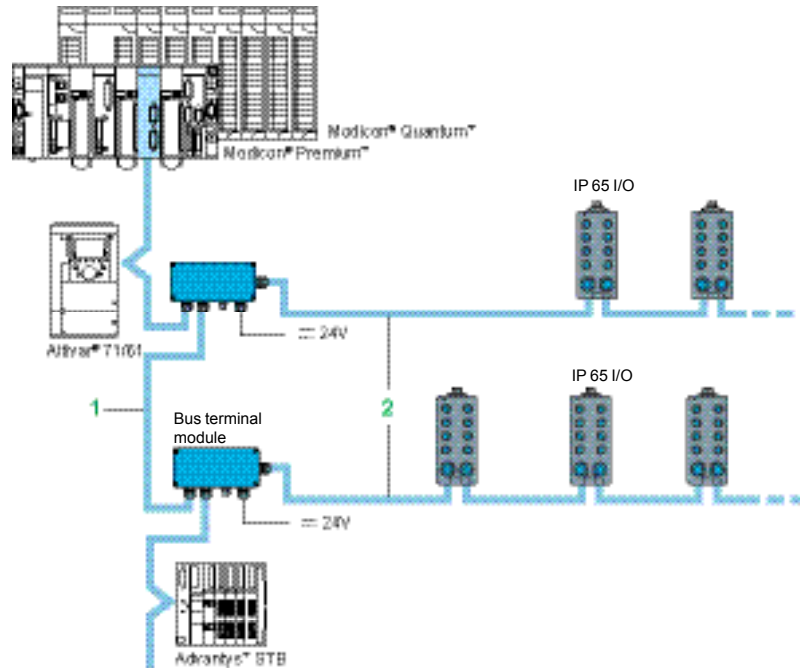 Modicon® Quantum™
Modicon® Premium™
IP 65 I/O
Altivar® 71/61
24V
IP 65 I/O
1
2
Bus terminal
module
24V
Advantys™ STB